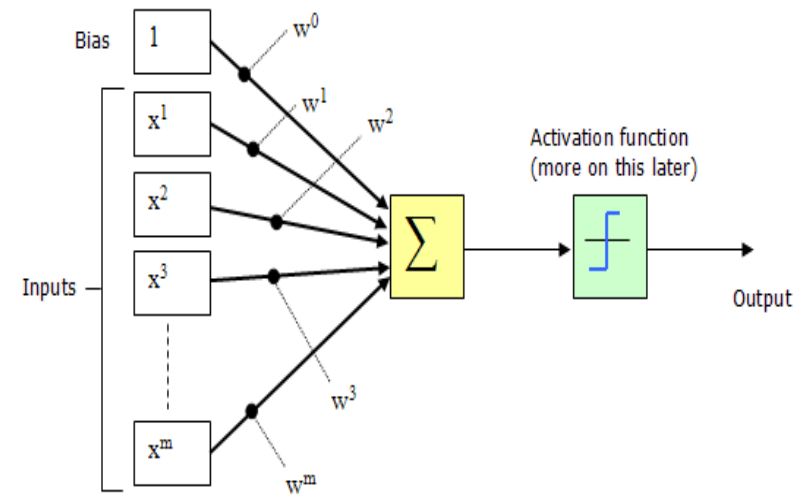 Bias
1
w⁰
x¹
w¹
w²
x²
Activation function
(more on this later)
x³
Inputs
∑
Output
w³
xᵐ
wᵐ